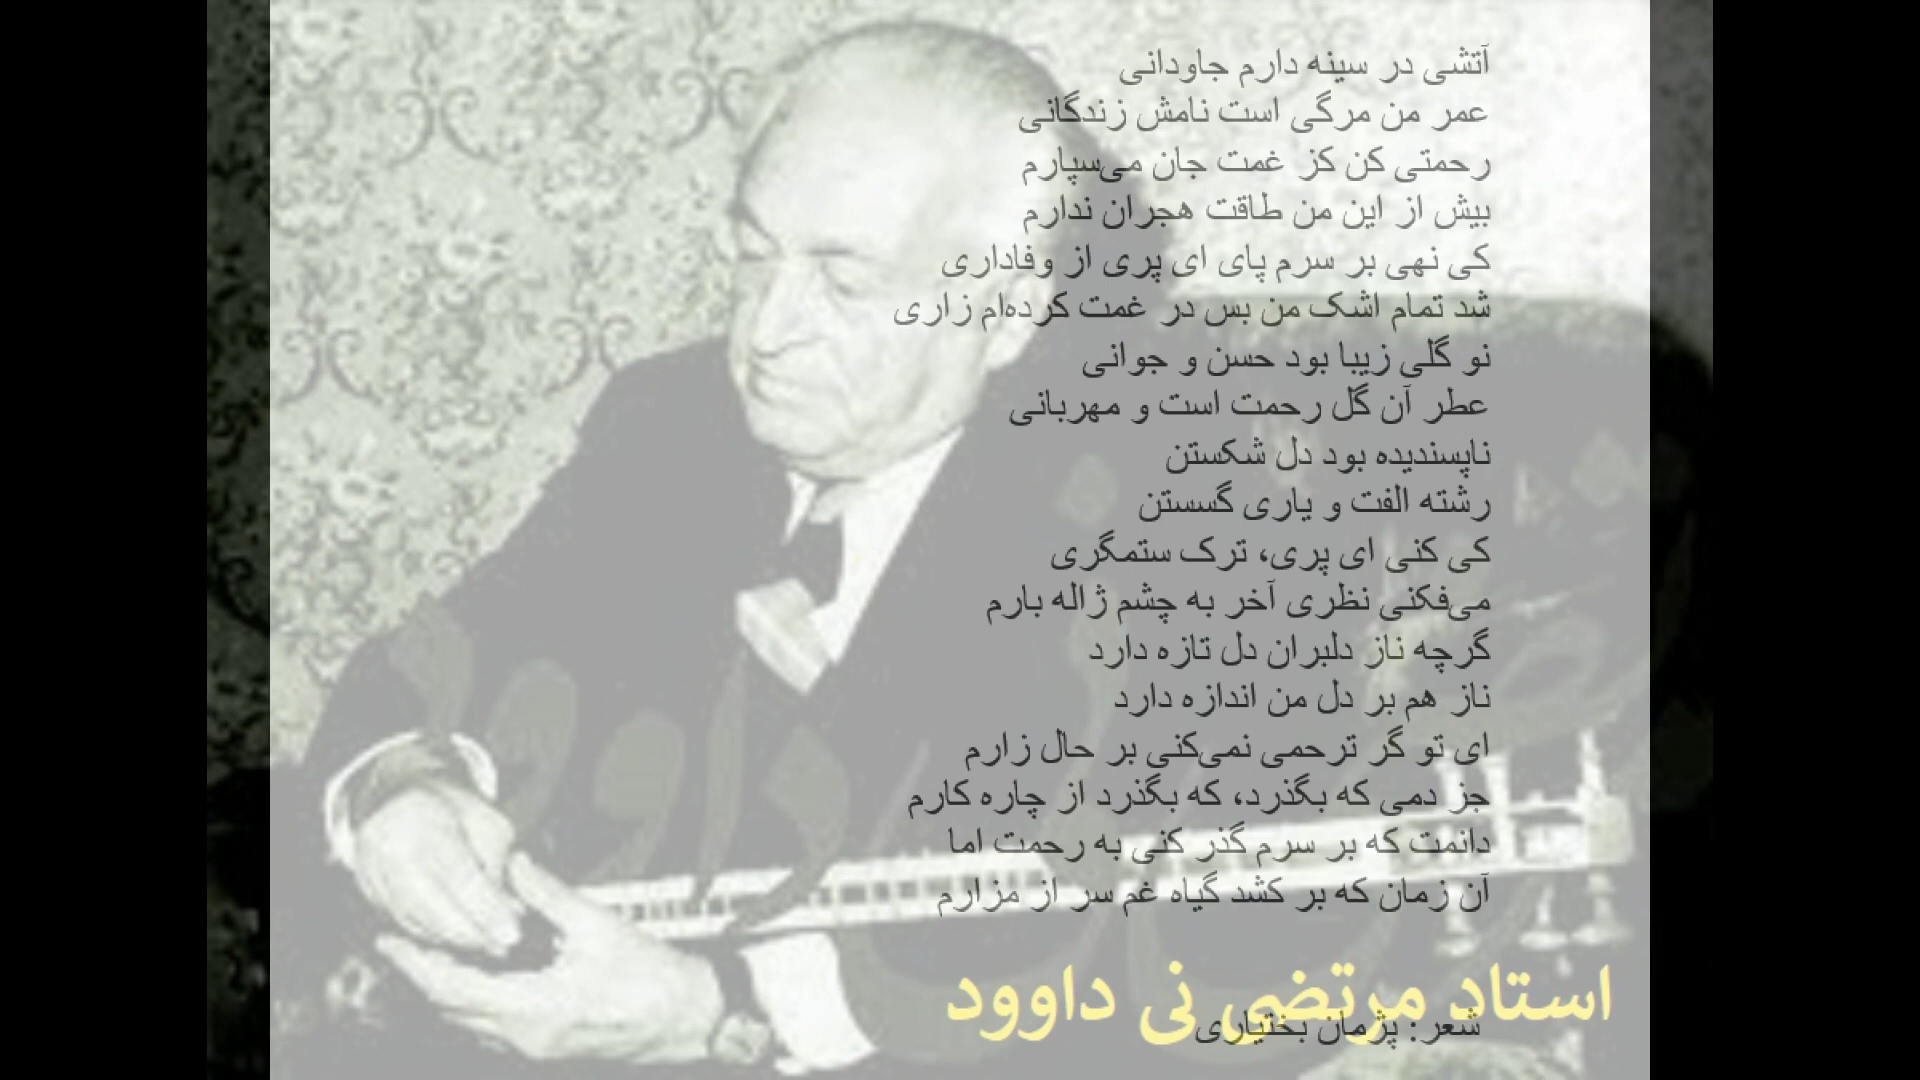 آتشی در سینه دارم جاودانی
عمر من مرگی است نامش زندگانی
رحمتی کن کز غمت جان می‌سپارم
بیش از این من طاقت هجران ندارم
کی نهی بر سرم پای ای پری از وفاداری
شد تمام اشک من بس در غمت کرده‌ام زاری
نو گلی زیبا بود حسن و جوانی
عطر آن گل رحمت است و مهربانی
ناپسندیده بود دل شکستن
رشته الفت و یاری گسستن
کی کنی ای پری، ترک ستمگری
می‌فکنی نظری آخر به چشم ژاله بارم
گرچه ناز دلبران دل تازه دارد
ناز هم بر دل من اندازه دارد
ای تو گر ترحمی نمی‌کنی بر حال زارم
جز دمی که بگذرد، که بگذرد از چاره کارم
دانمت که بر سرم گذر کنی به رحمت اما
آن زمان که بر کشد گیاه غم سر از مزارم
استاد مرتضی نی داوود
شعر: پژمان بختیاری